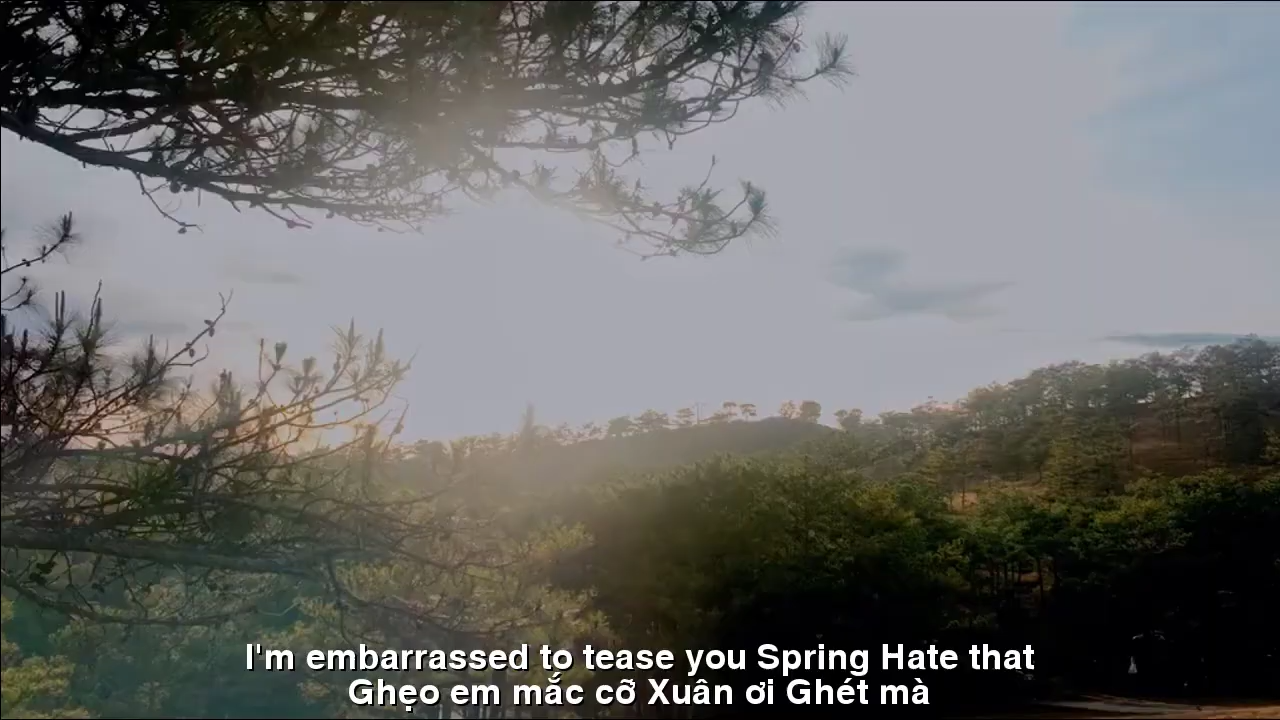 I'm embarrassed to tease you Spring Hate that
Ghẹo em mắc cỡ Xuân ơi Ghét mà